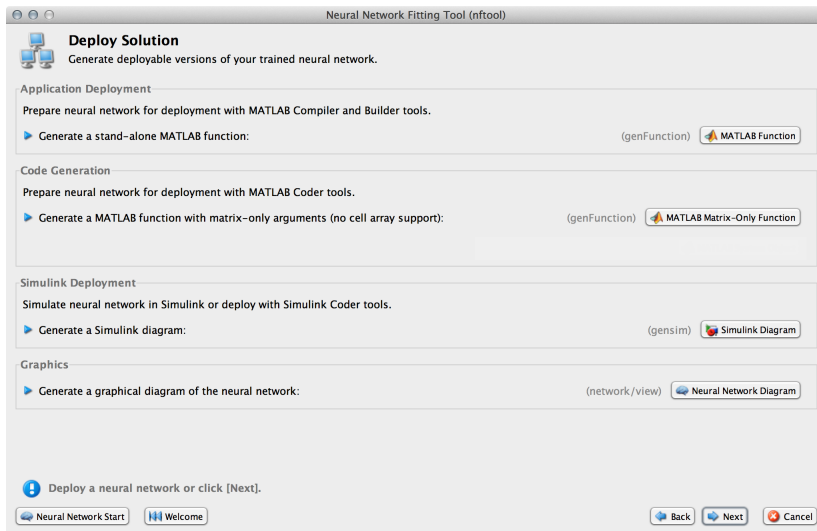 Neural Network Fitting Tool (nftool)
Deploy Solution
Generate deployable versions of your trained neural network.
Application Deployment
Prepare neural network for deployment with MATLAB Compiler and Builder tools.
Generate a stand-alone MATLAB function: (genFunction) MATLAB Function
Code Generation
Prepare neural network for deployment with MATLAB Coder tools.
Generate a MATLAB function with matrix-only arguments (no cell array support): (genFunction) MATLAB Matrix-Only Function
Simulink Deployment
Simulate neural network in Simulink or deploy with Simulink Coder tools.
Generate a Simulink diagram: (gensim) Simulink Diagram
Graphics
Generate a graphical diagram of the neural network: (network/view) Neural Network Diagram
Deploy a neural network or click [Next].
Neural Network Start Welcome Back Next Cancel